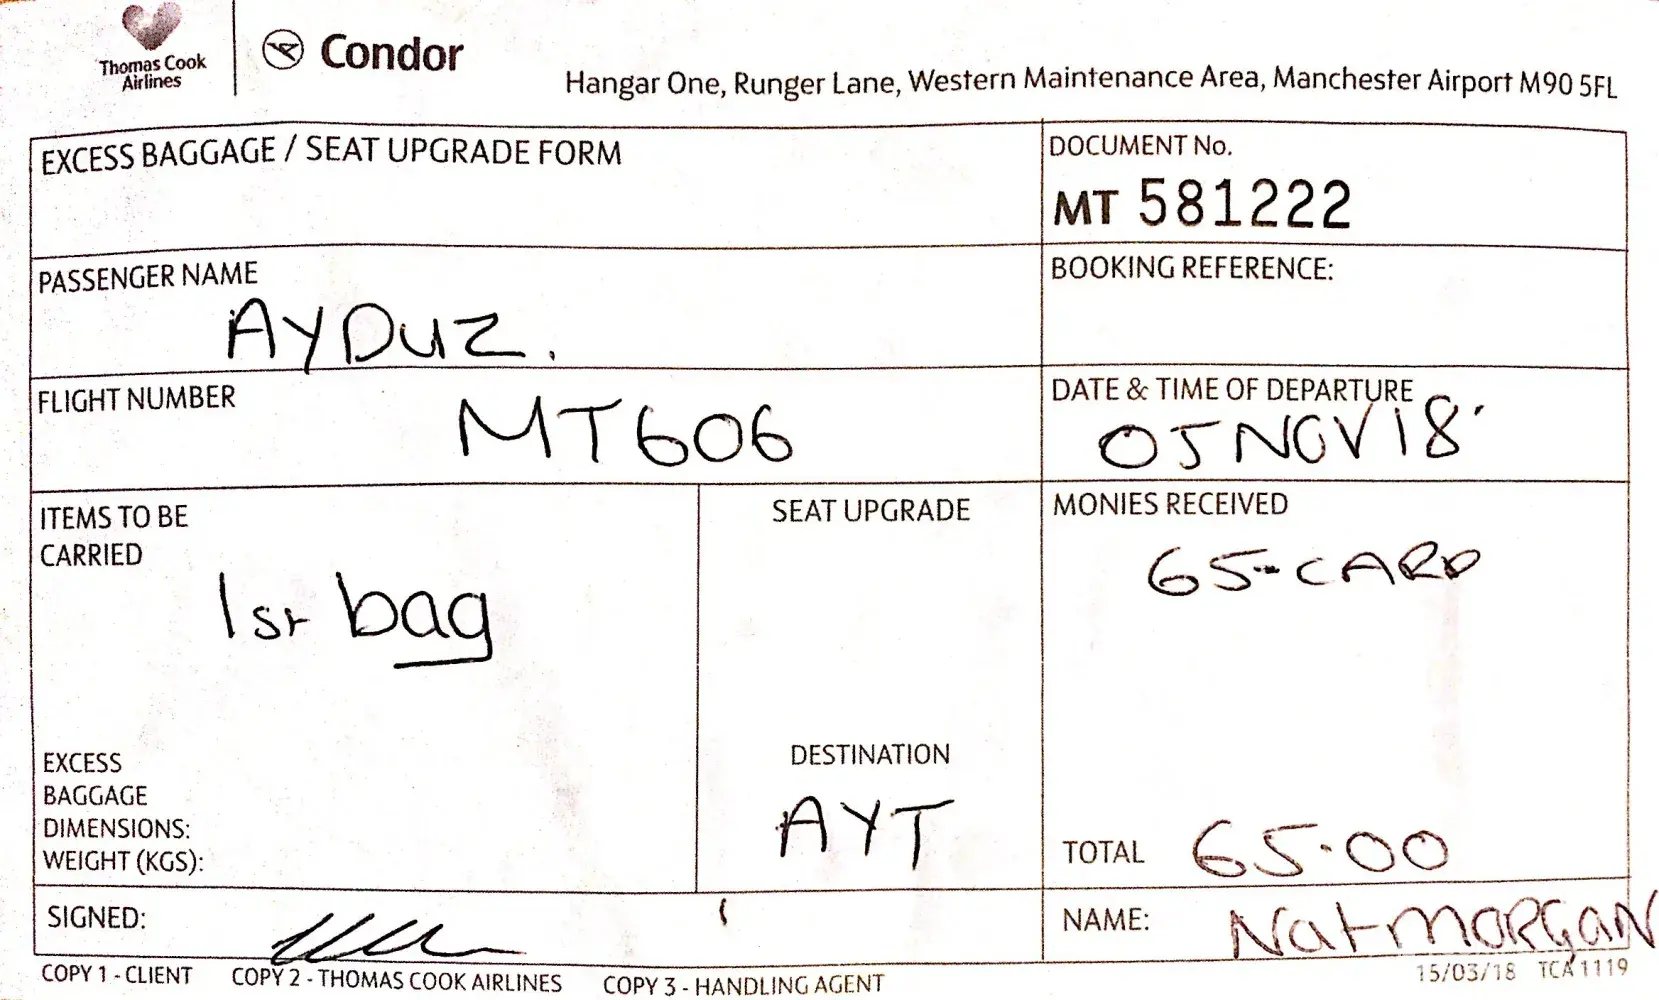 Thomas Cook
Airlines
Condor
Hangar One, Runger Lane, Western Maintenance Area, Manchester Airport M90 5FL
EXCESS BAGGAGE / SEAT UPGRADE FORM
DOCUMENT No.
MT 581222
PASSENGER NAME
AYDUZ.
BOOKING REFERENCE:
FLIGHT NUMBER
MT606
DATE & TIME OF DEPARTURE
05NOV18
ITEMS TO BE
CARRIED
1st bag
SEAT UPGRADE
MONIES RECEIVED
65-CARD
EXCESS
BAGGAGE
DIMENSIONS:
WEIGHT (KGS):
DESTINATION
AYT
TOTAL 65.00
SIGNED:
NAME: Nat MORGAN
COPY 1 - CLIENT COPY 2 - THOMAS COOK AIRLINES COPY 3 - HANDLING AGENT
15/03/18 TCA 1119